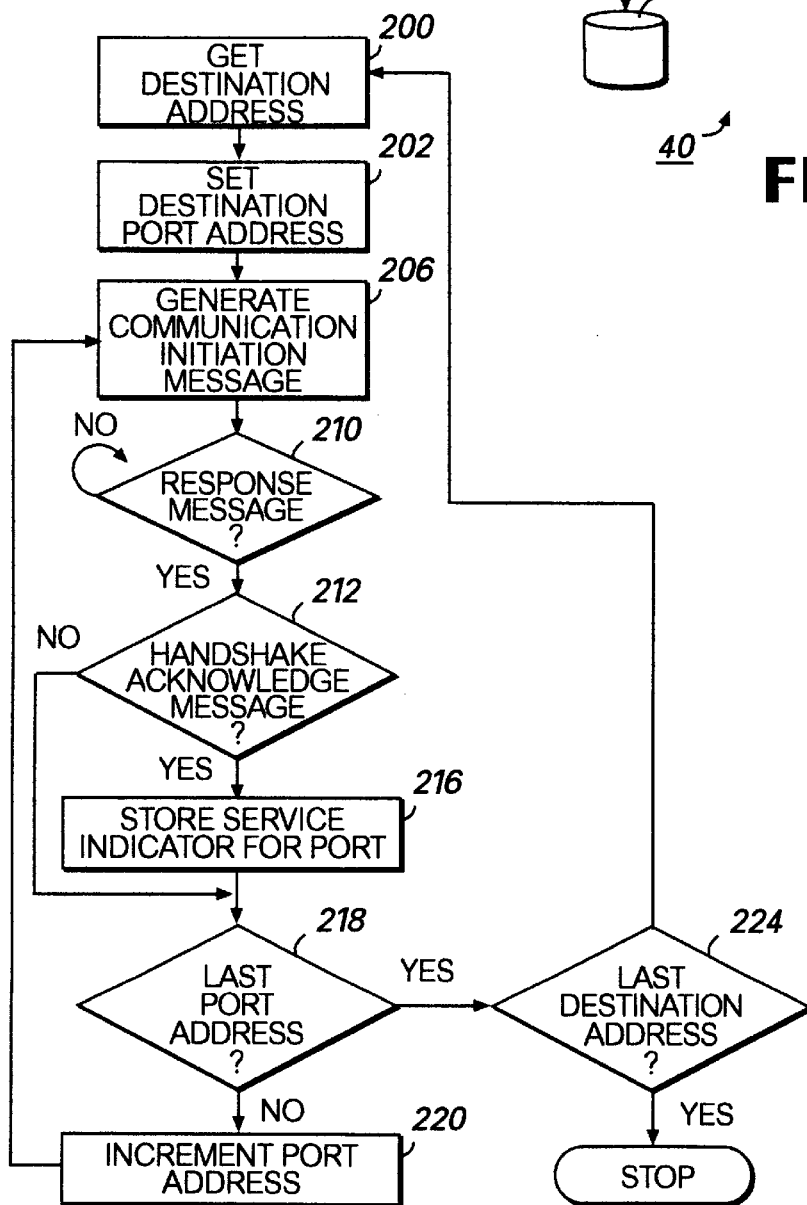 200
GET
DESTINATION
ADDRESS
40
202
SET
DESTINATION
PORT ADDRESS
206
GENERATE
COMMUNICATION
INITIATION
MESSAGE
NO
210
RESPONSE
MESSAGE
?
YES
212
NO
HANDSHAKE
ACKNOWLEDGE
MESSAGE
?
YES
216
STORE SERVICE
INDICATOR FOR PORT
218
LAST
PORT
ADDRESS
?
YES
224
LAST
DESTINATION
ADDRESS
?
NO
220
INCREMENT PORT
ADDRESS
YES
STOP